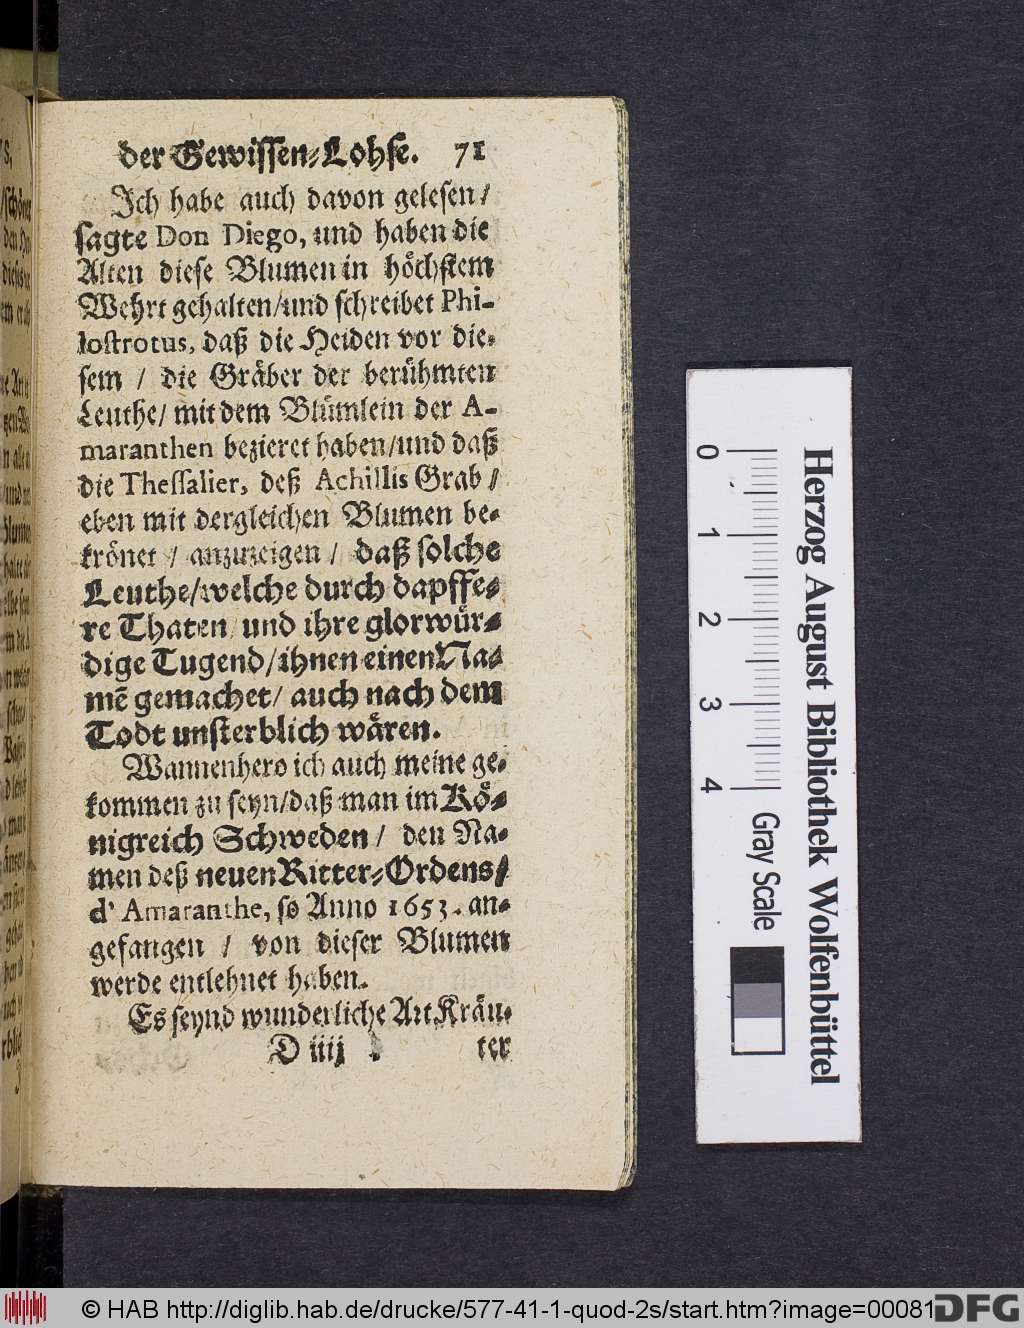 der Gewissen-Lohse. 71
Ich habe auch davon gelesen/
sagte Don Diego, und haben die
Alten diese Blumen in höchstem
Wehrt gehalten/und schreibet Phi-
lostrotus, daß die Heiden vor die-
sem / die Gräber der berühmten
Leuthe/ mit dem Blümlein der A-
maranthen bezieret haben/und daß
die Thessalier, deß Achillis Grab/
eben mit dergleichen Blumen be-
krönet / anzuzeigen / daß solche
Leuthe/welche durch dapffe-
re Thaten und ihre glorwür-
dige Tugend/ihnen einen Na-
mẽ gemachet/ auch nach dem
Todt unsterblich wären.
Wannenhero ich auch meine ge-
kommen zu seyn/daß man im Kö-
nigreich Schweden/ den Na-
men deß neuen Ritter-Ordens/
d' Amaranthe, so Anno 1653. an-
gefangen / von dieser Blumen
werde entlehnet haben.
Es seynd wunderliche Art Kräu-
D iiij ter
0 1 2 3 4 Gray Scale
Herzog August Bibliothek Wolfenbüttel
© HAB http://diglib.hab.de/drucke/577-41-1-quod-2s/start.htm?image=00081
DFG